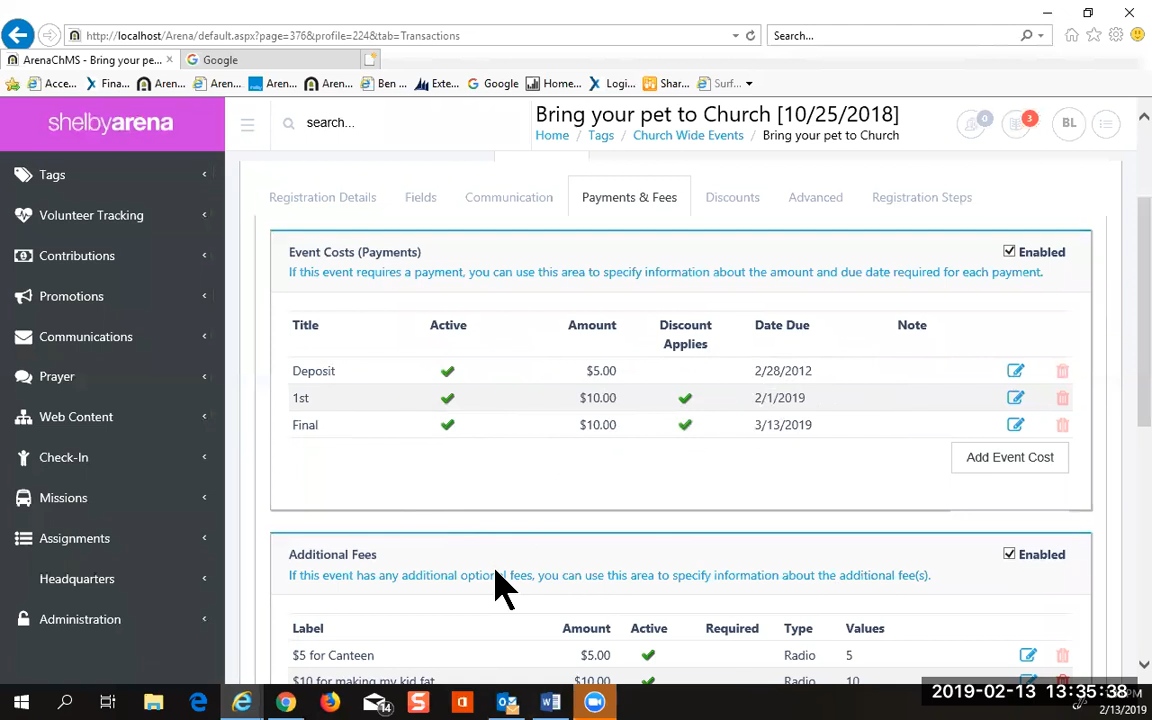 http://localhost/Arena/default.aspx?page=376&profile=224&tab=Transactions
Search...
ArenaChMS - Bring your pe...
Google
Acce...
Fina...
Aren...
Aren...
Aren...
Aren...
Ben ...
Exte...
Google
Home...
Logi...
Shar...
Surf...
shelbyarena
search...
Bring your pet to Church [10/25/2018]
Home / Tags / Church Wide Events / Bring your pet to Church
0
3
BL
Tags
Volunteer Tracking
Contributions
Promotions
Communications
Prayer
Web Content
Check-In
Missions
Assignments
Headquarters
Administration
Registration Details
Fields
Communication
Payments & Fees
Discounts
Advanced
Registration Steps
Event Costs (Payments)
Enabled
If this event requires a payment, you can use this area to specify information about the amount and due date required for each payment.
Title Active Amount Discount Applies Date Due Note
Deposit $5.00 2/28/2012
1st $10.00 2/1/2019
Final $10.00 3/13/2019
Add Event Cost
Additional Fees
Enabled
If this event has any additional optional fees, you can use this area to specify information about the additional fee(s).
Label Amount Active Required Type Values
$5 for Canteen $5.00 Radio 5
$10 for making my kid fat $10.00 Radio 10
14
2019-02-13 13:35:38
2/13/2019